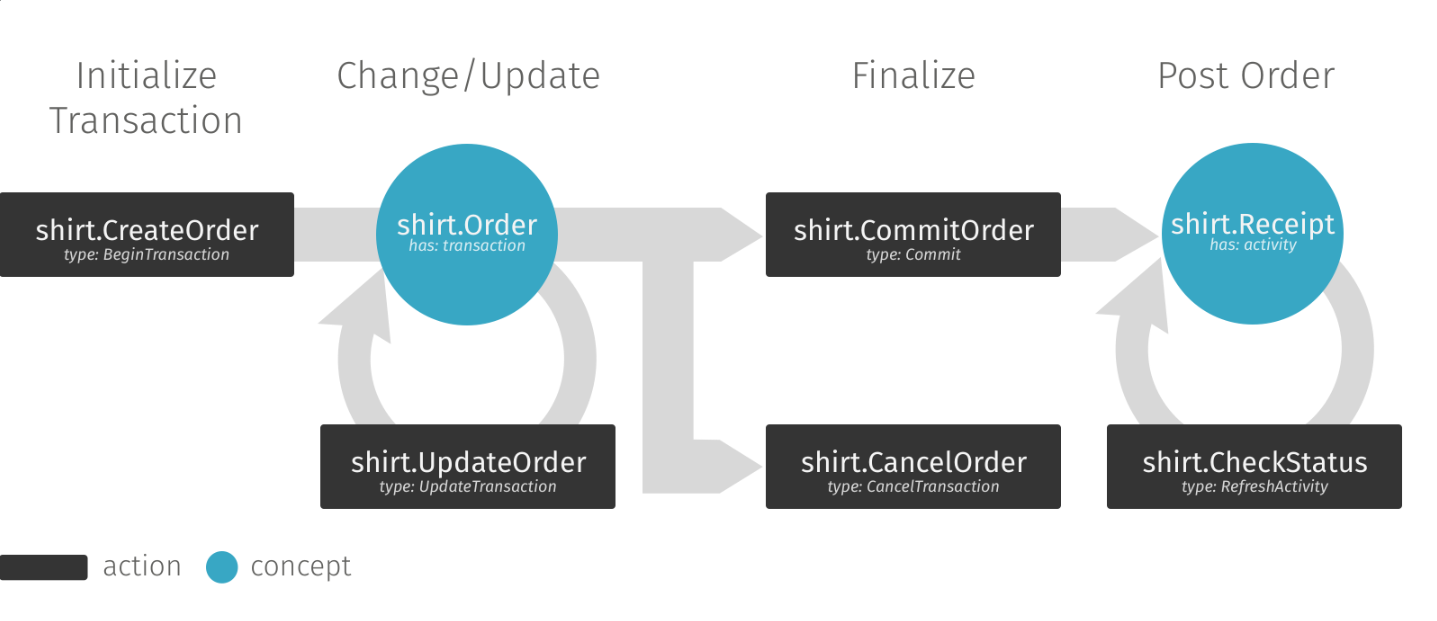 Initialize
Transaction
Change/Update
Finalize
Post Order
shirt.CreateOrder
type: BeginTransaction
shirt.Order
has: transaction
shirt.CommitOrder
type: Commit
shirt.Receipt
has: activity
shirt.UpdateOrder
type: UpdateTransaction
shirt.CancelOrder
type: CancelTransaction
shirt.CheckStatus
type: RefreshActivity
action
concept